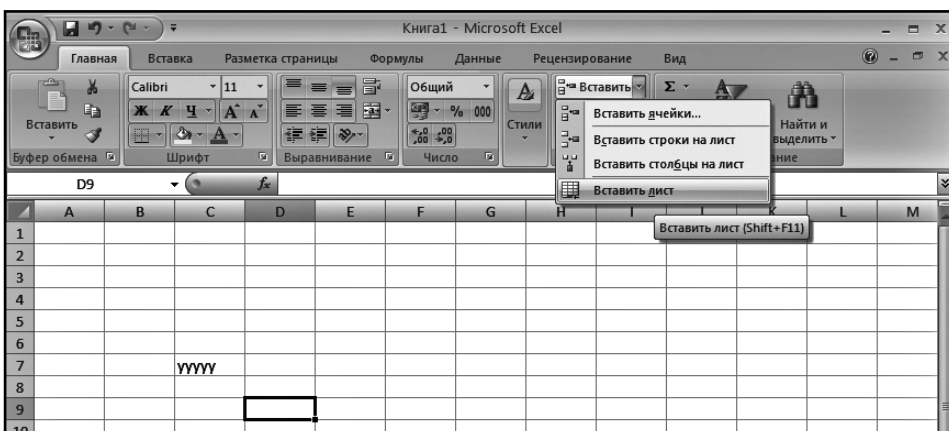 Книга1 - Microsoft Excel
Главная Вставка Разметка страницы Формулы Данные Рецензирование Вид
Calibri 11 Общий Вставить Σ
Вставить Ж К Ч А А % 000 Стили Найти и
выделить
Буфер обмена Шрифт Выравнивание Число
Вставить ячейки...
Вставить строки на лист
Вставить столбцы на лист
Вставить лист
Вставить лист (Shift+F11)
D9 fx
A B C D E F G H I K L M
1
2
3
4
5
6
7 ууууу
8
9
10